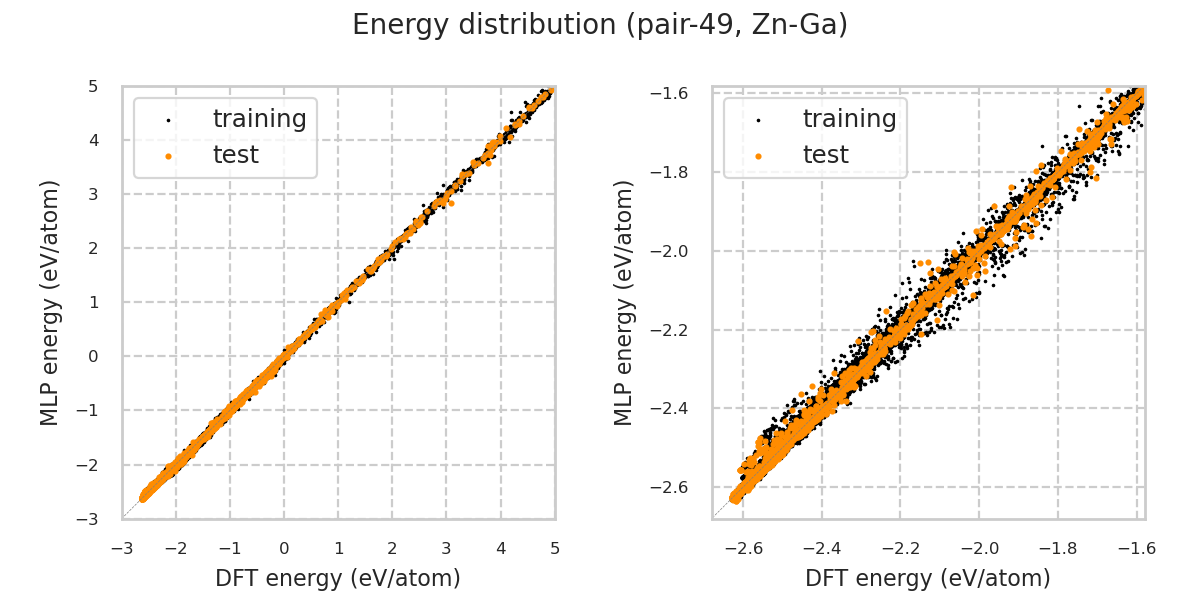 Energy distribution (pair-49, Zn-Ga)
training
test
5
4
3
2
1
0
−1
−2
−3
−3 −2 −1 0 1 2 3 4 5
DFT energy (eV/atom)
MLP energy (eV/atom)
training
test
−1.6
−1.8
−2.0
−2.2
−2.4
−2.6
−2.6 −2.4 −2.2 −2.0 −1.8 −1.6
DFT energy (eV/atom)
MLP energy (eV/atom)